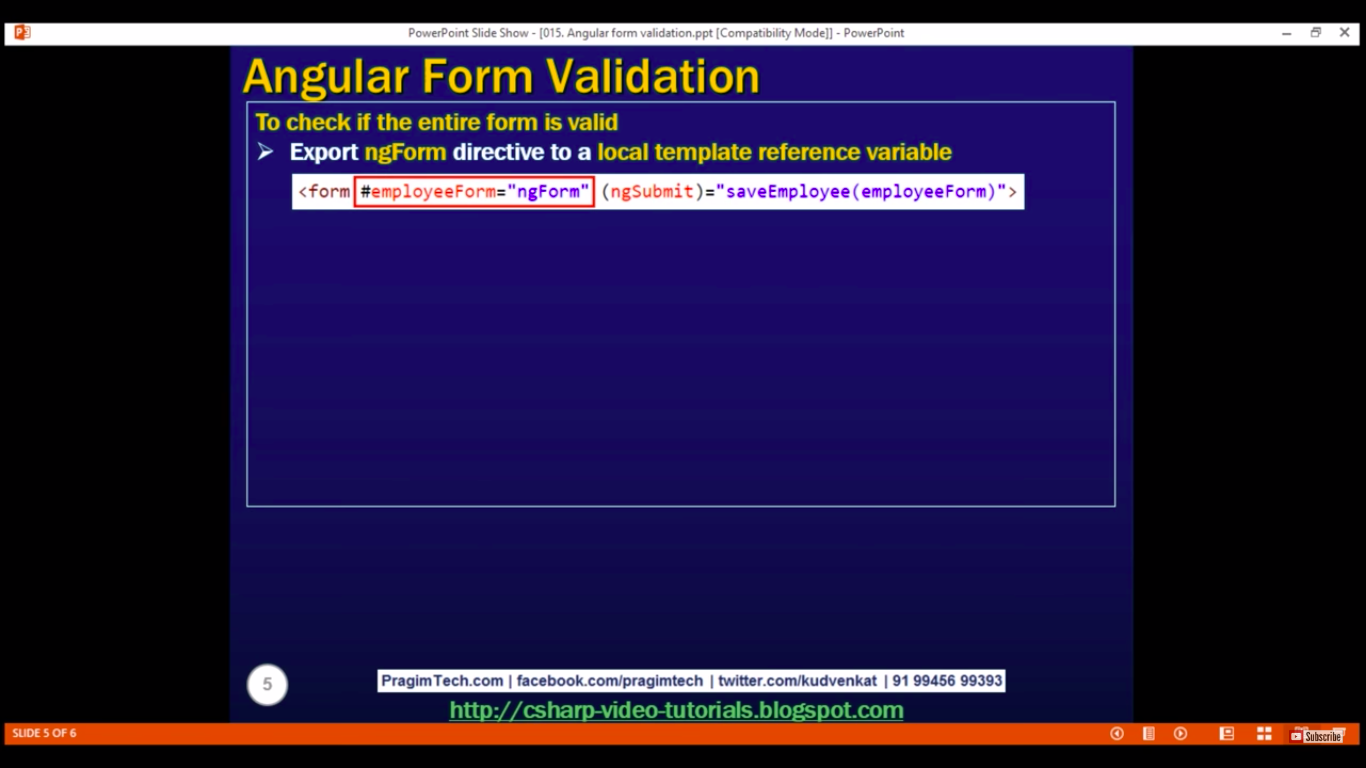 PowerPoint Slide Show - [015. Angular form validation.ppt [Compatibility Mode]] - PowerPoint
Angular Form Validation
To check if the entire form is valid
➢ Export ngForm directive to a local template reference variable
<form #employeeForm="ngForm" (ngSubmit)="saveEmployee(employeeForm)">
5
PragimTech.com | facebook.com/pragimtech | twitter.com/kudvenkat | 91 99456 99393
http://csharp-video-tutorials.blogspot.com
SLIDE 5 OF 6
Subscribe